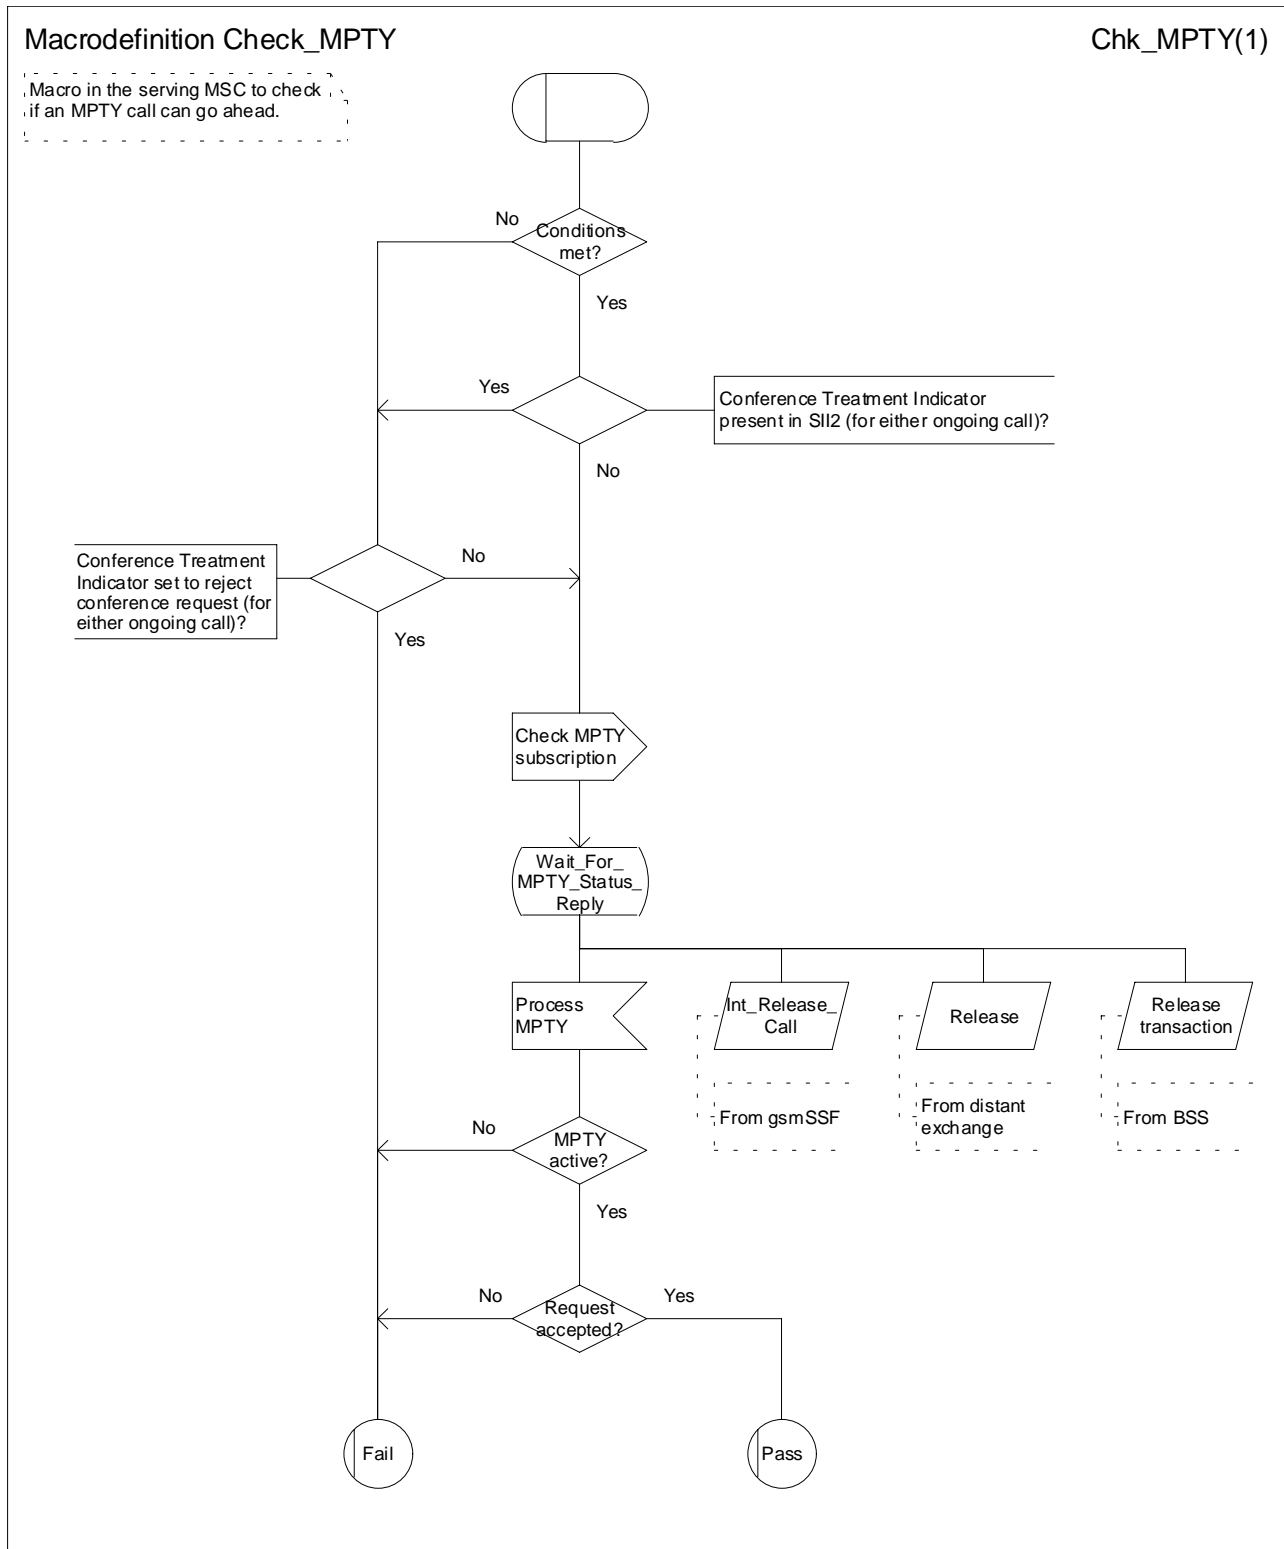 Macrodefinition Check_MPTY
Chk_MPTY(1)
Macro in the serving MSC to check
if an MPTY call can go ahead.
No
Conditions
met?
Yes
Yes
Conference Treatment Indicator
present in SII2 (for either ongoing call)?
No
Conference Treatment
Indicator set to reject
conference request (for
either ongoing call)?
No
Yes
Check MPTY
subscription
Wait_For_
MPTY_Status_
Reply
Process
MPTY
Int_Release_
Call
Release
Release
transaction
From gsmSSF
From distant
exchange
From BSS
No
MPTY
active?
Yes
No
Request
accepted?
Yes
Fail
Pass